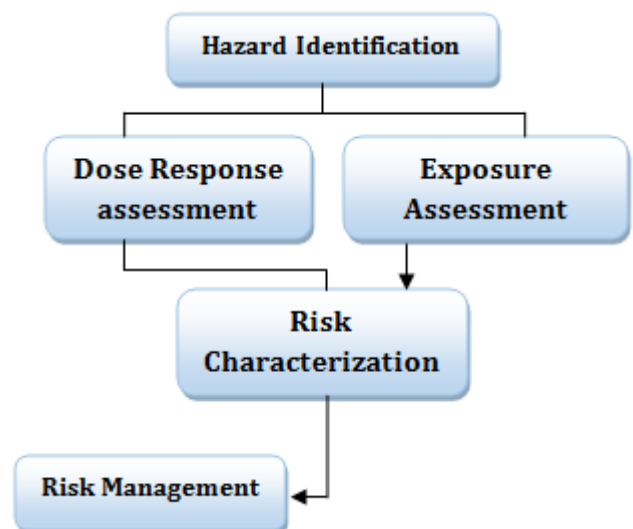 Hazard Identification
Dose Response
assessment
Exposure
Assessment
Risk
Characterization
Risk Management